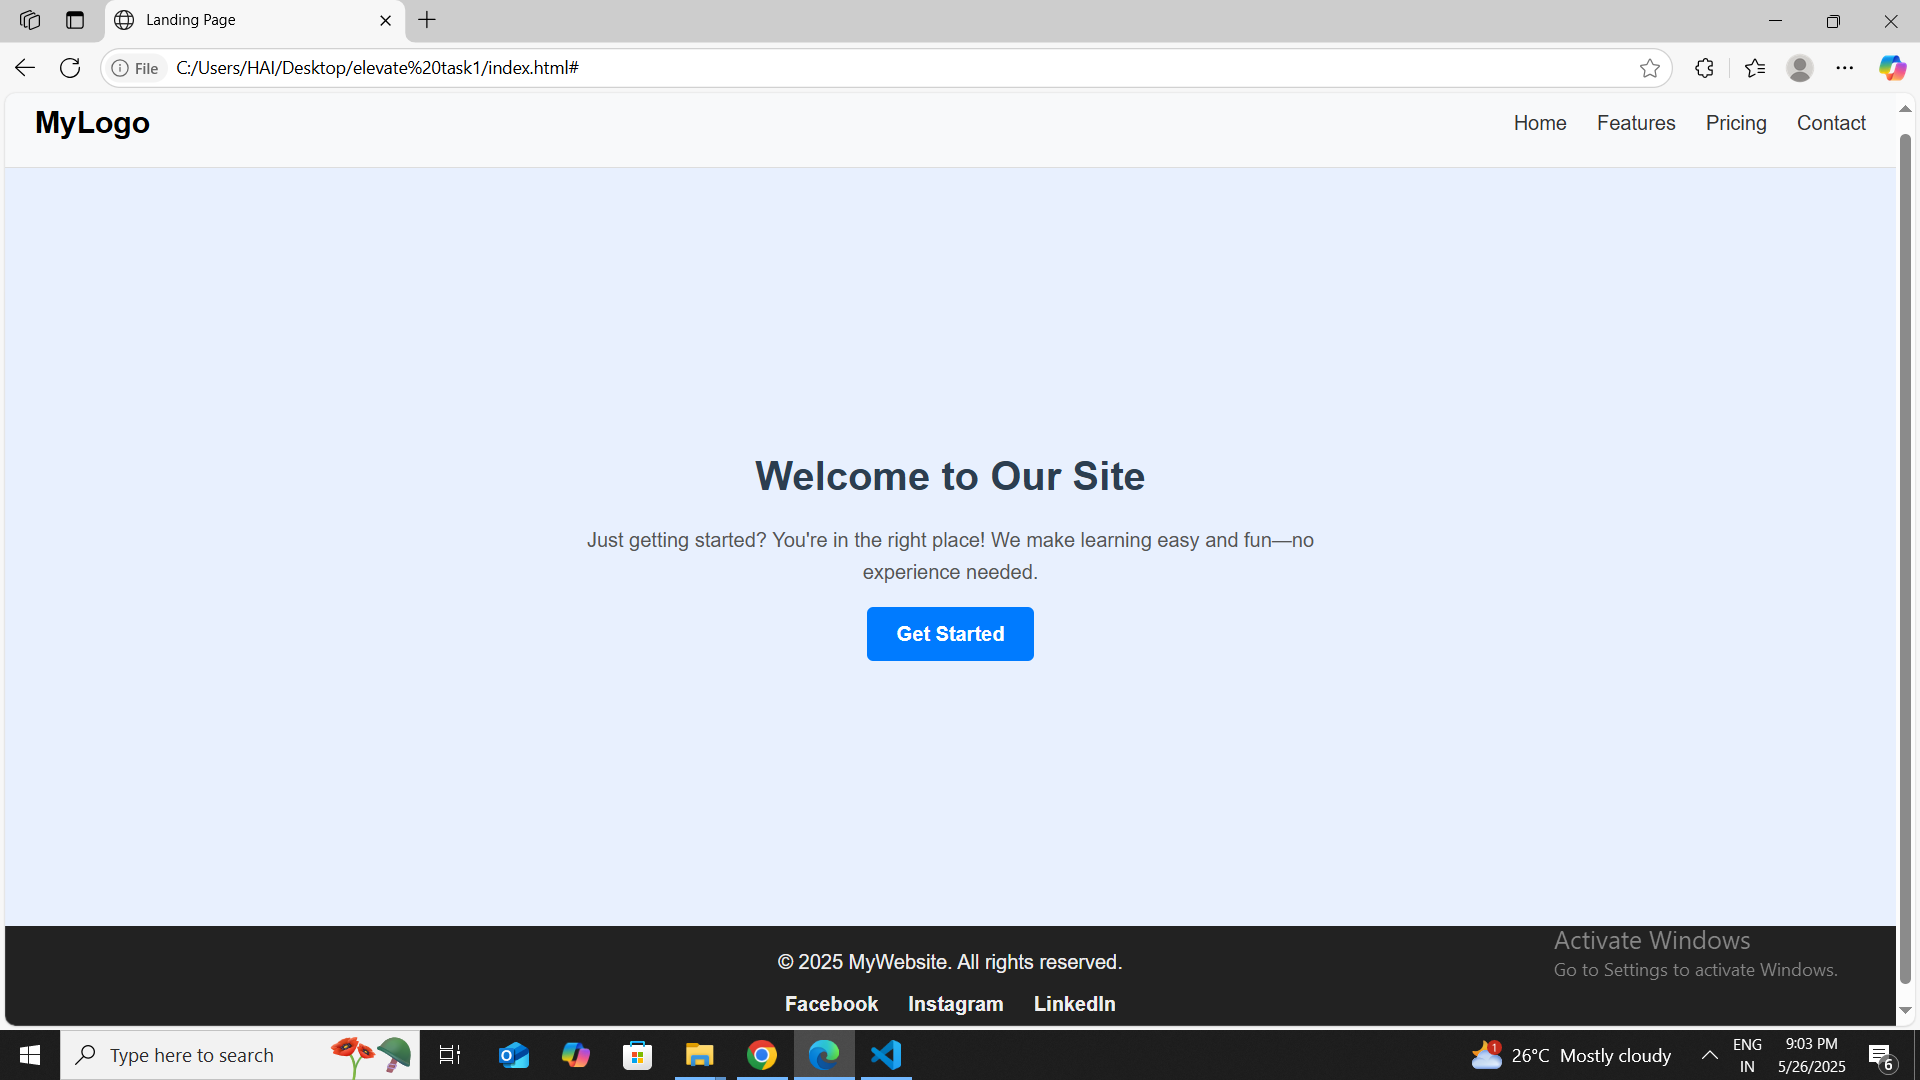 Landing Page
File
C:/Users/HAI/Desktop/elevate%20task1/index.html#
MyLogo
Home Features Pricing Contact
Welcome to Our Site
Just getting started? You're in the right place! We make learning easy and fun—no
experience needed.
Get Started
© 2025 MyWebsite. All rights reserved.
Facebook Instagram LinkedIn
Activate Windows
Go to Settings to activate Windows.
Type here to search
1
26°C Mostly cloudy
ENG
IN
9:03 PM
5/26/2025
6